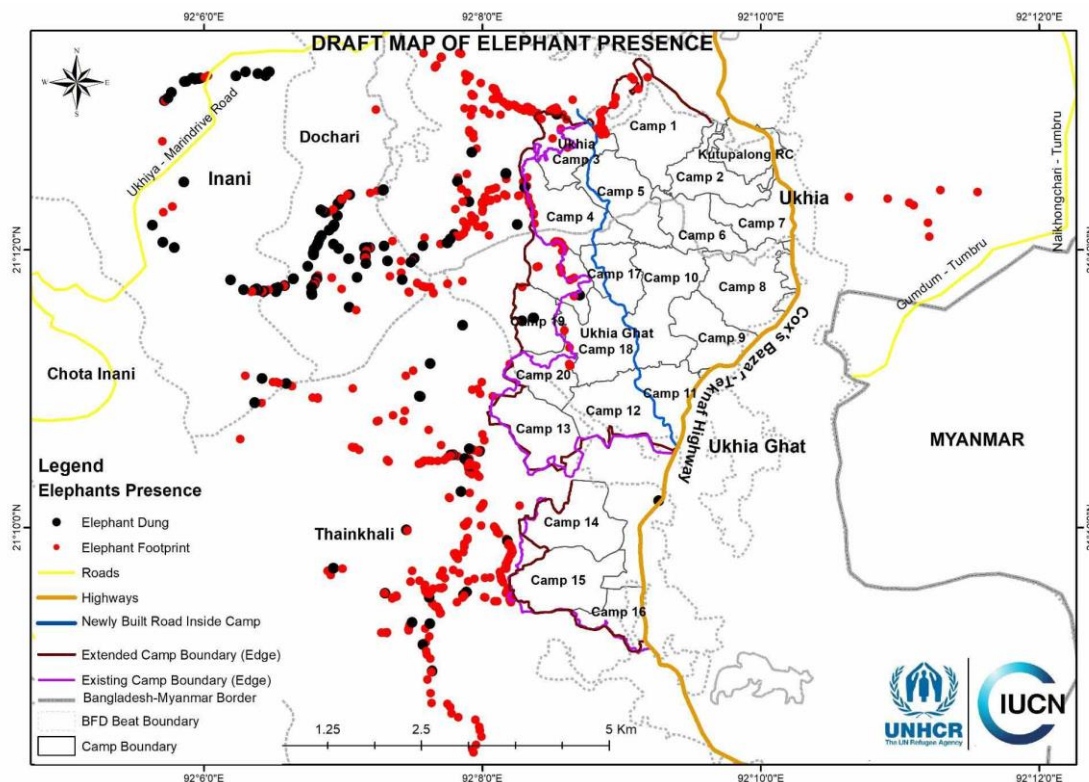 92°6'0"E
92°8'0"E
92°10'0"E
92°12'0"E
DRAFT MAP OF ELEPHANT PRESENCE
N
W
E
S
Ukhiya - Marindrive Road
Dochari
Inani
Chota Inani
Thainkhali
Camp 1
Ukhia
Camp 3
Kutupalong RC
Camp 2
Camp 5
Ukhia
Camp 4
Camp 7
Camp 6
Camp 17
Camp 10
Camp 8
Camp 19
Ukhia Ghat
Camp 18
Camp 9
Camp 20
Camp 11
Camp 12
Camp 13
Ukhia Ghat
Camp 14
Camp 15
Camp 16
Cox's Bazar -Teknaf Highway
Naikhongchari - Tumbru
Gumdum - Tumbru
MYANMAR
21°12'0"N
21°10'0"N
Legend
Elephants Presence
Elephant Dung
Elephant Footprint
Roads
Highways
Newly Built Road Inside Camp
Extended Camp Boundary (Edge)
Existing Camp Boundary (Edge)
Bangladesh-Myanmar Border
BFD Beat Boundary
Camp Boundary
1.25
2.5
5 Km
UNHCR
The UN Refugee Agency
IUCN
92°6'0"E
92°8'0"E
92°10'0"E
92°12'0"E